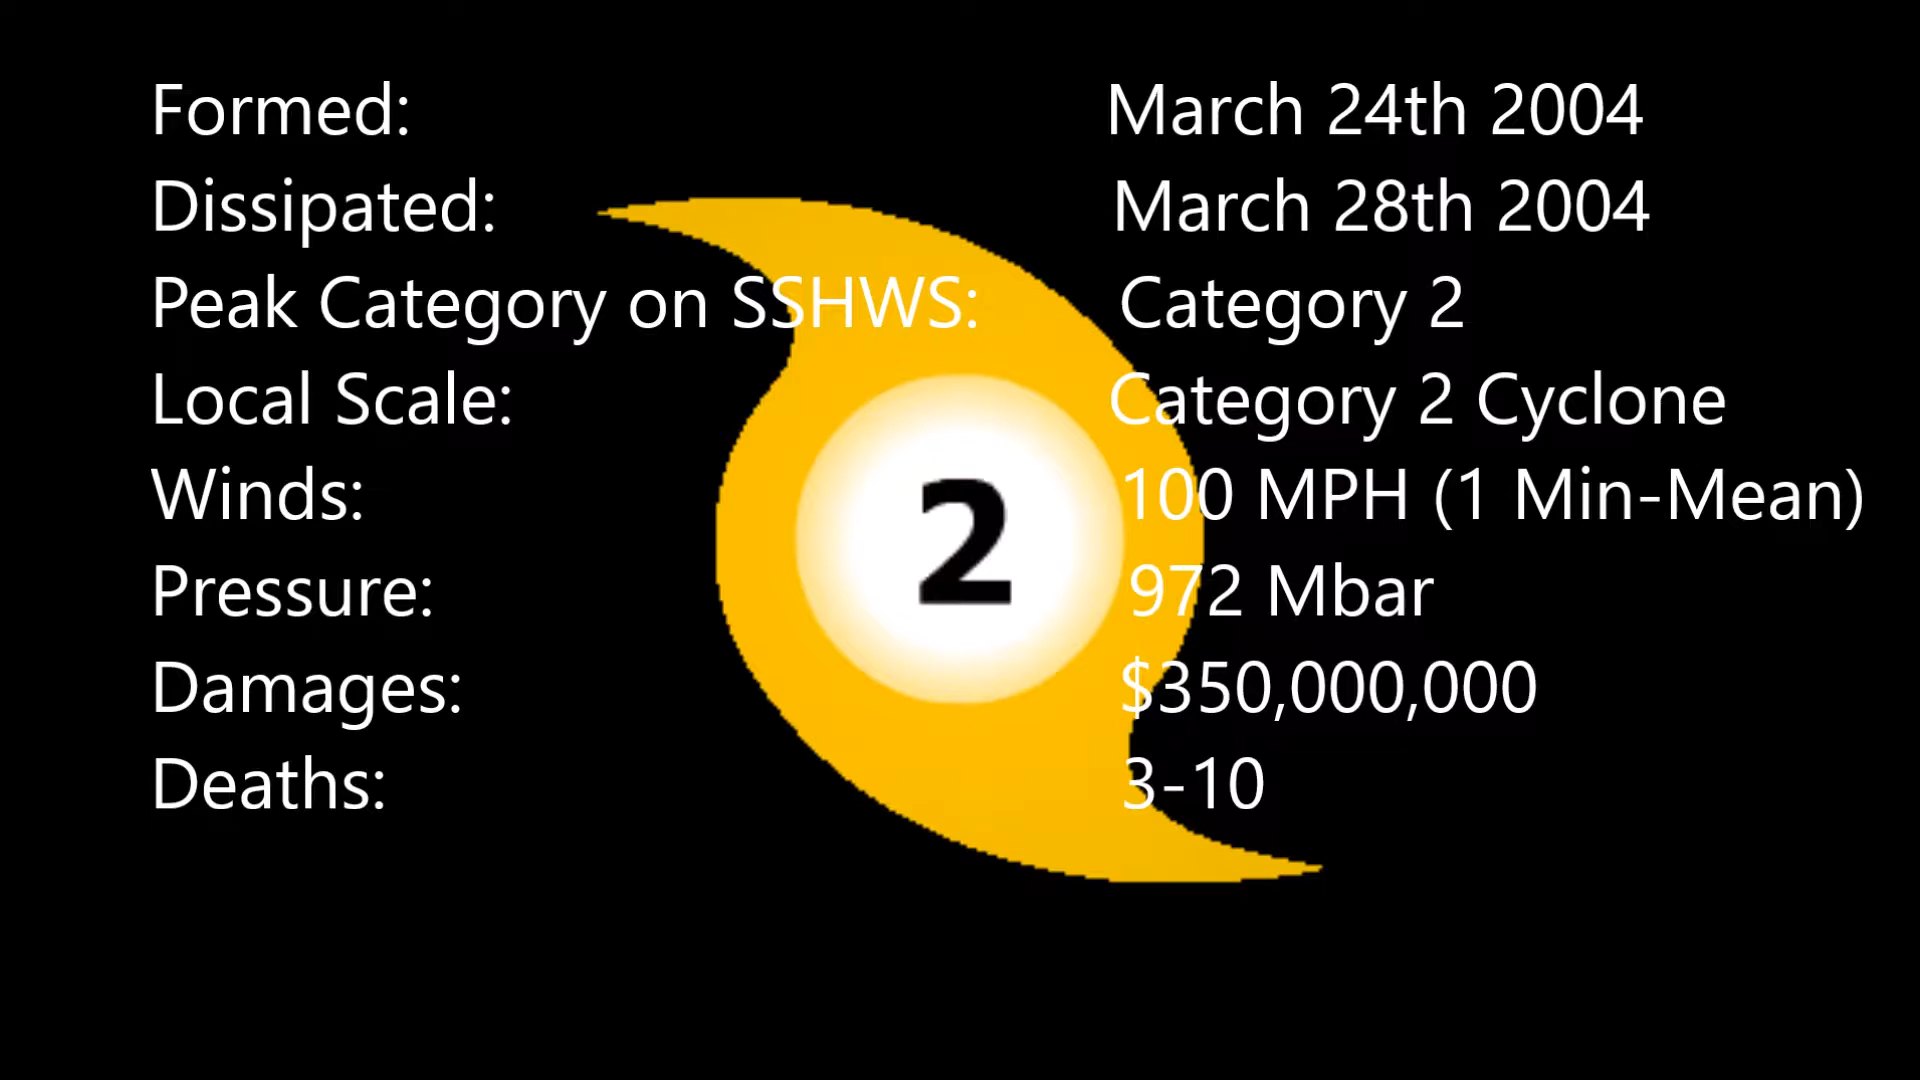 Formed: March 24th 2004
Dissipated: March 28th 2004
Peak Category on SSHWS: Category 2
Local Scale: Category 2 Cyclone
Winds: 100 MPH (1 Min-Mean)
2
Pressure: 972 Mbar
Damages: $350,000,000
Deaths: 3-10